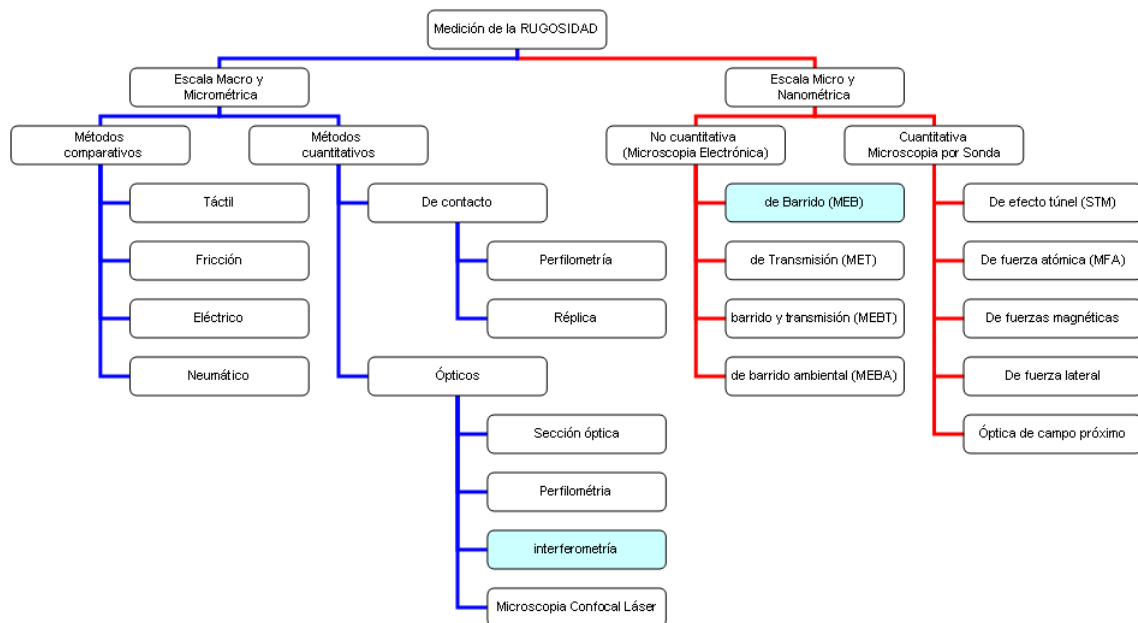 Medición de la RUGOSIDAD
Escala Macro y
Micrométrica
Escala Micro y
Nanométrica
Métodos
comparativos
Métodos
cuantitativos
No cuantitativa
(Microscopia Electrónica)
Cuantitativa
Microscopia por Sonda
Táctil
Fricción
Eléctrico
Neumático
De contacto
Perfilometría
Réplica
Ópticos
Sección óptica
Perfilométria
interferometría
Microscopia Confocal Láser
de Barrido (MEB)
de Transmisión (MET)
barrido y transmisión (MEBT)
de barrido ambiental (MEBA)
De efecto túnel (STM)
De fuerza atómica (MFA)
De fuerzas magnéticas
De fuerza lateral
Óptica de campo próximo